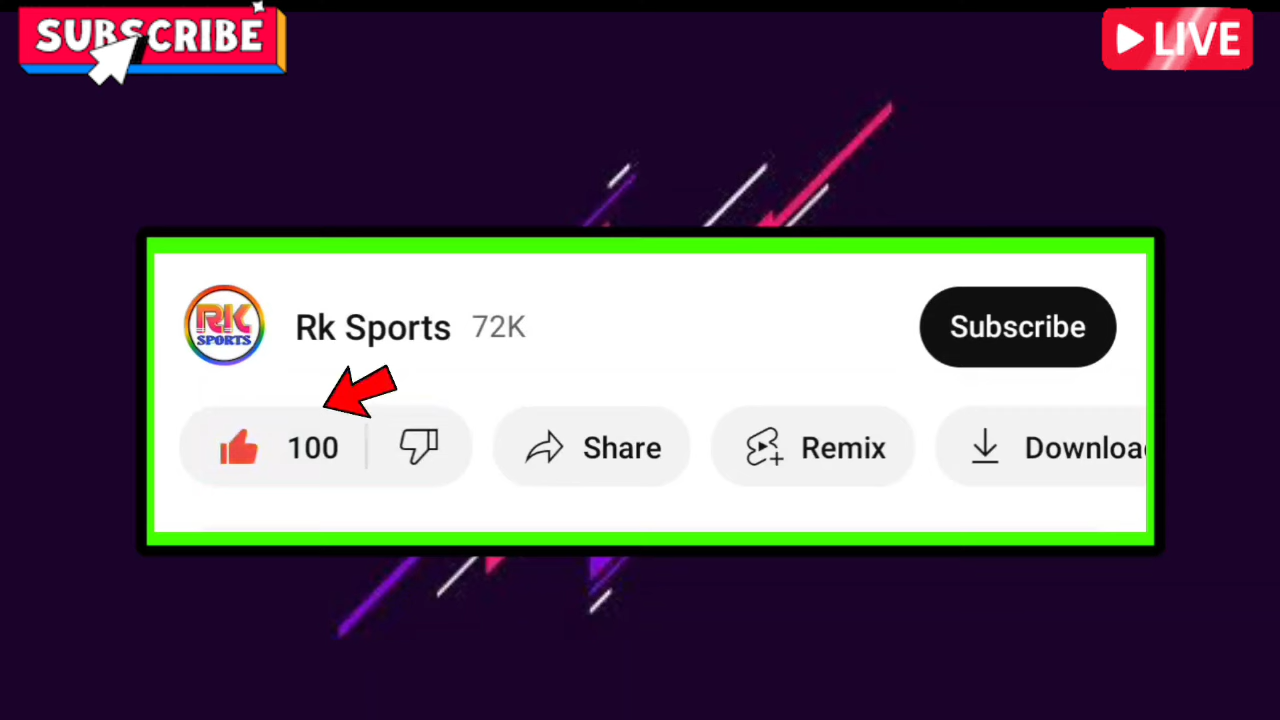 SUBSCRIBE
LIVE
RK
SPORTS
Rk Sports 72K
Subscribe
100
Share
Remix
Downloa